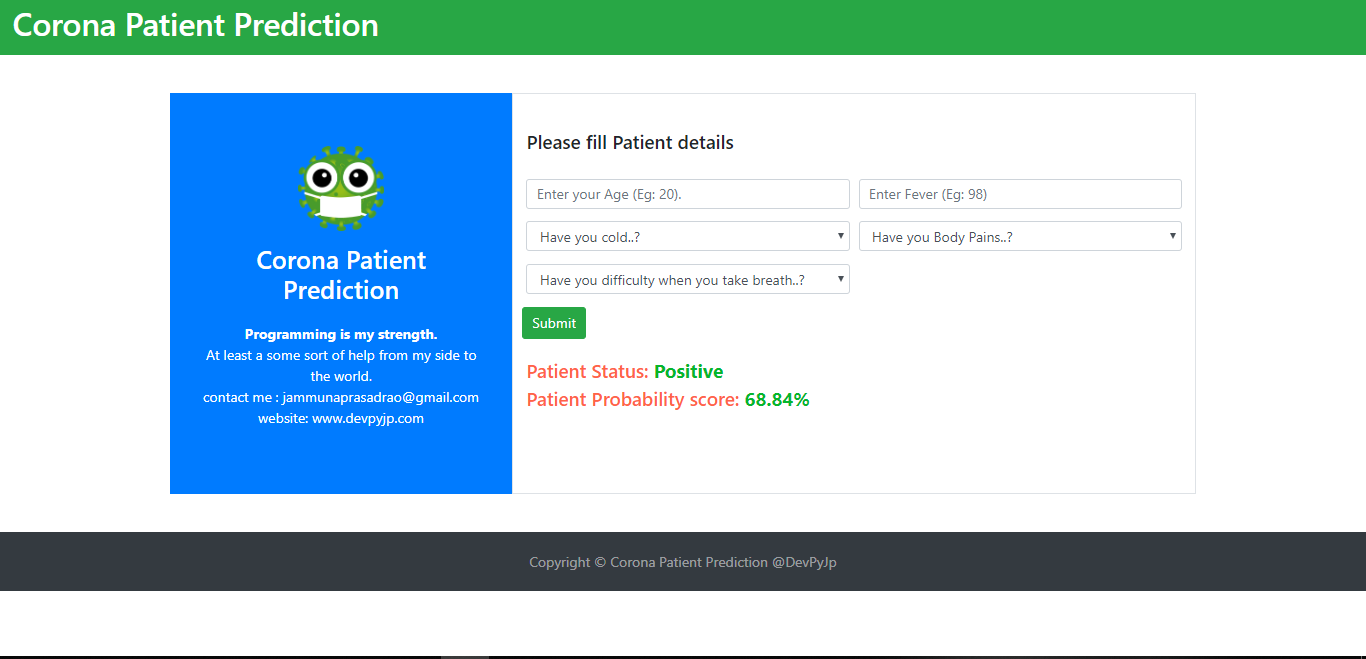 Corona Patient Prediction
Corona Patient
Prediction
Programming is my strength.
At least a some sort of help from my side to
the world.
contact me : jammunaprasadrao@gmail.com
website: www.devpyjp.com
Please fill Patient details
Enter your Age (Eg: 20).
Enter Fever (Eg: 98)
Have you cold..?
Have you Body Pains..?
Have you difficulty when you take breath..?
Submit
Patient Status: Positive
Patient Probability score: 68.84%
Copyright © Corona Patient Prediction @DevPyJp